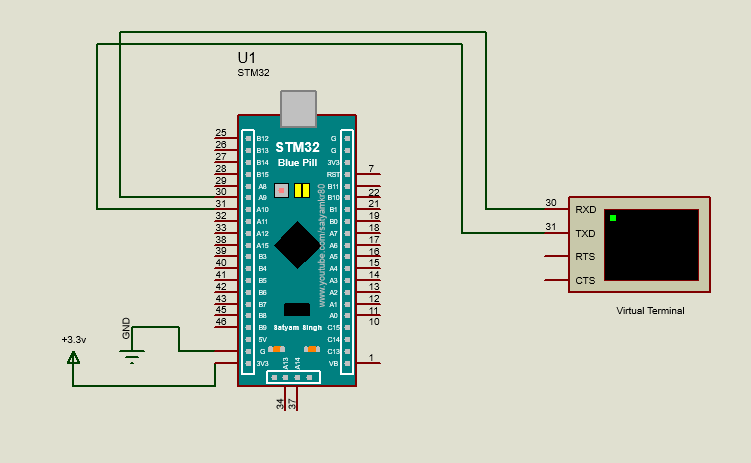 U1
STM32
STM32
Blue Pill
25 B12 G
26 B13 G
27 B14 3V3
28 B15 RST 7
29 A8 B11
30 A9 B10 22
31 A10 B1 21
32 A11 B0 19
33 A12 A7 18
38 A15 A6 17
39 B3 A5 16
40 B4 A4 15
41 B5 A3 14
42 B6 A2 13
43 B7 A1 12
45 B8 A0 11
46 B9 C15 10
5V C14
G C13
3V3 VB 1
www.youtube.com/satyamkr80
Satyam Singh
A13
A14
34
37
+3.3v
GND
30 RXD
31 TXD
RTS
CTS
Virtual Terminal